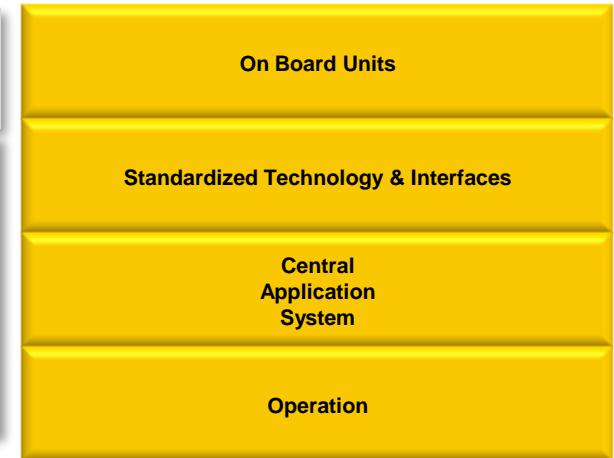 On Board Units
Standardized Technology & Interfaces
Central
Application
System
Operation